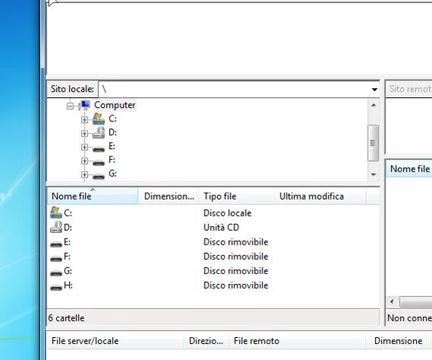 Sito locale: \
Sito remot
Computer
C:
D:
E:
F:
G:
Nome file Dimension... Tipo file Ultima modifica
Nome file
C: Disco locale
D: Unità CD
E: Disco rimovibile
F: Disco rimovibile
G: Disco rimovibile
H: Disco rimovibile
6 cartelle
Non conne
File server/locale Direzio... File remoto Dimensione